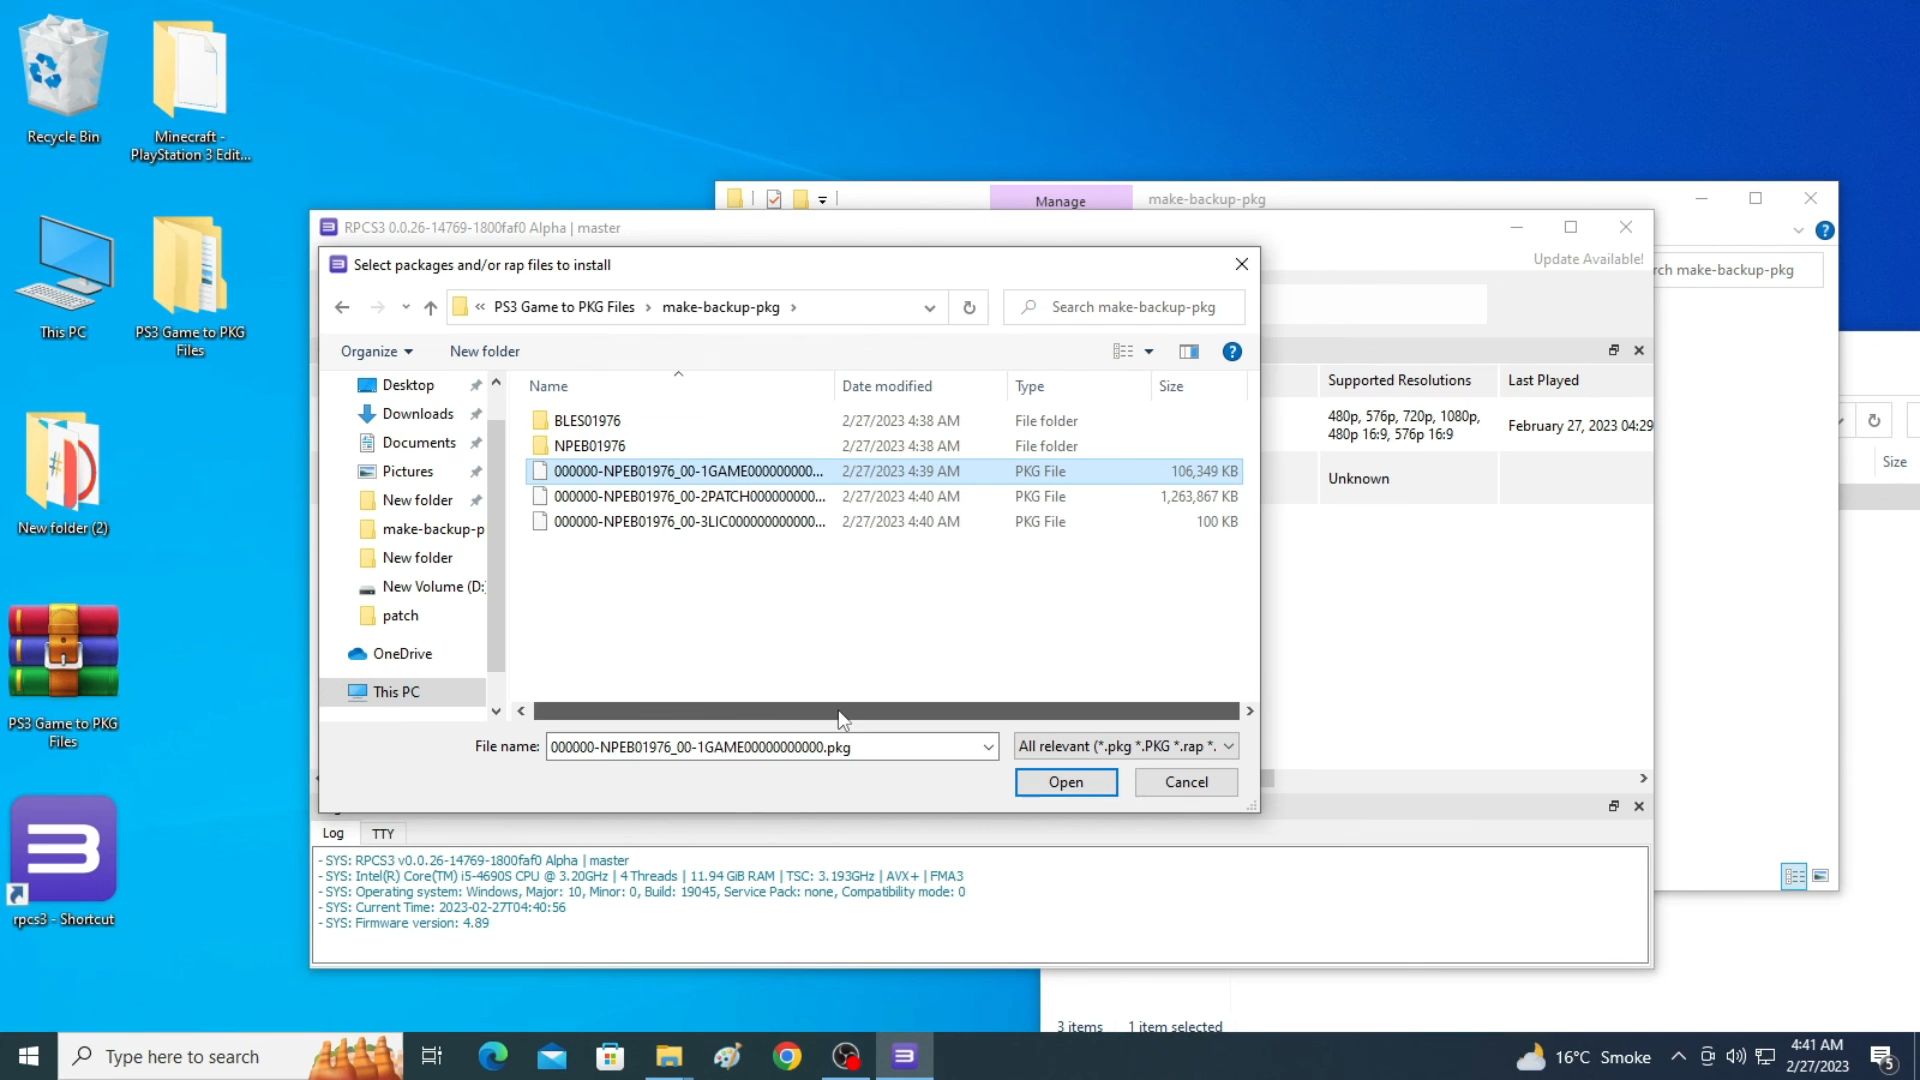 Recycle Bin
Minecraft -
PlayStation 3 Edit...
This PC
PS3 Game to PKG
Files
New folder (2)
PS3 Game to PKG
Files
rpcs3 - Shortcut
Manage
make-backup-pkg
RPCS3 0.0.26-14769-1800faf0 Alpha | master
Update Available!
rch make-backup-pkg
Select packages and/or rap files to install
« PS3 Game to PKG Files › make-backup-pkg ›
Search make-backup-pkg
Organize
New folder
Desktop
Downloads
Documents
Pictures
New folder
make-backup-p
New folder
New Volume (D:
patch
OneDrive
This PC
Name Date modified Type Size
BLES01976 2/27/2023 4:38 AM File folder
NPEB01976 2/27/2023 4:38 AM File folder
000000-NPEB01976_00-1GAME000000000... 2/27/2023 4:39 AM PKG File 106,349 KB
000000-NPEB01976_00-2PATCH000000000... 2/27/2023 4:40 AM PKG File 1,263,867 KB
000000-NPEB01976_00-3LIC000000000000... 2/27/2023 4:40 AM PKG File 100 KB
File name: 000000-NPEB01976_00-1GAME00000000000.pkg
All relevant (*.pkg *.PKG *.rap *.
Open
Cancel
Supported Resolutions Last Played
480p, 576p, 720p, 1080p,
480p 16:9, 576p 16:9
February 27, 2023 04:29
Unknown
Size
Log TTY
- SYS: RPCS3 v0.0.26-14769-1800faf0 Alpha | master
- SYS: Intel(R) Core(TM) i5-4690S CPU @ 3.20GHz | 4 Threads | 11.94 GiB RAM | TSC: 3.193GHz | AVX+ | FMA3
- SYS: Operating system: Windows, Major: 10, Minor: 0, Build: 19045, Service Pack: none, Compatibility mode: 0
- SYS: Current Time: 2023-02-27T04:40:56
- SYS: Firmware version: 4.89
3 items 1 item selected
Type here to search
16°C Smoke
4:41 AM
2/27/2023
5